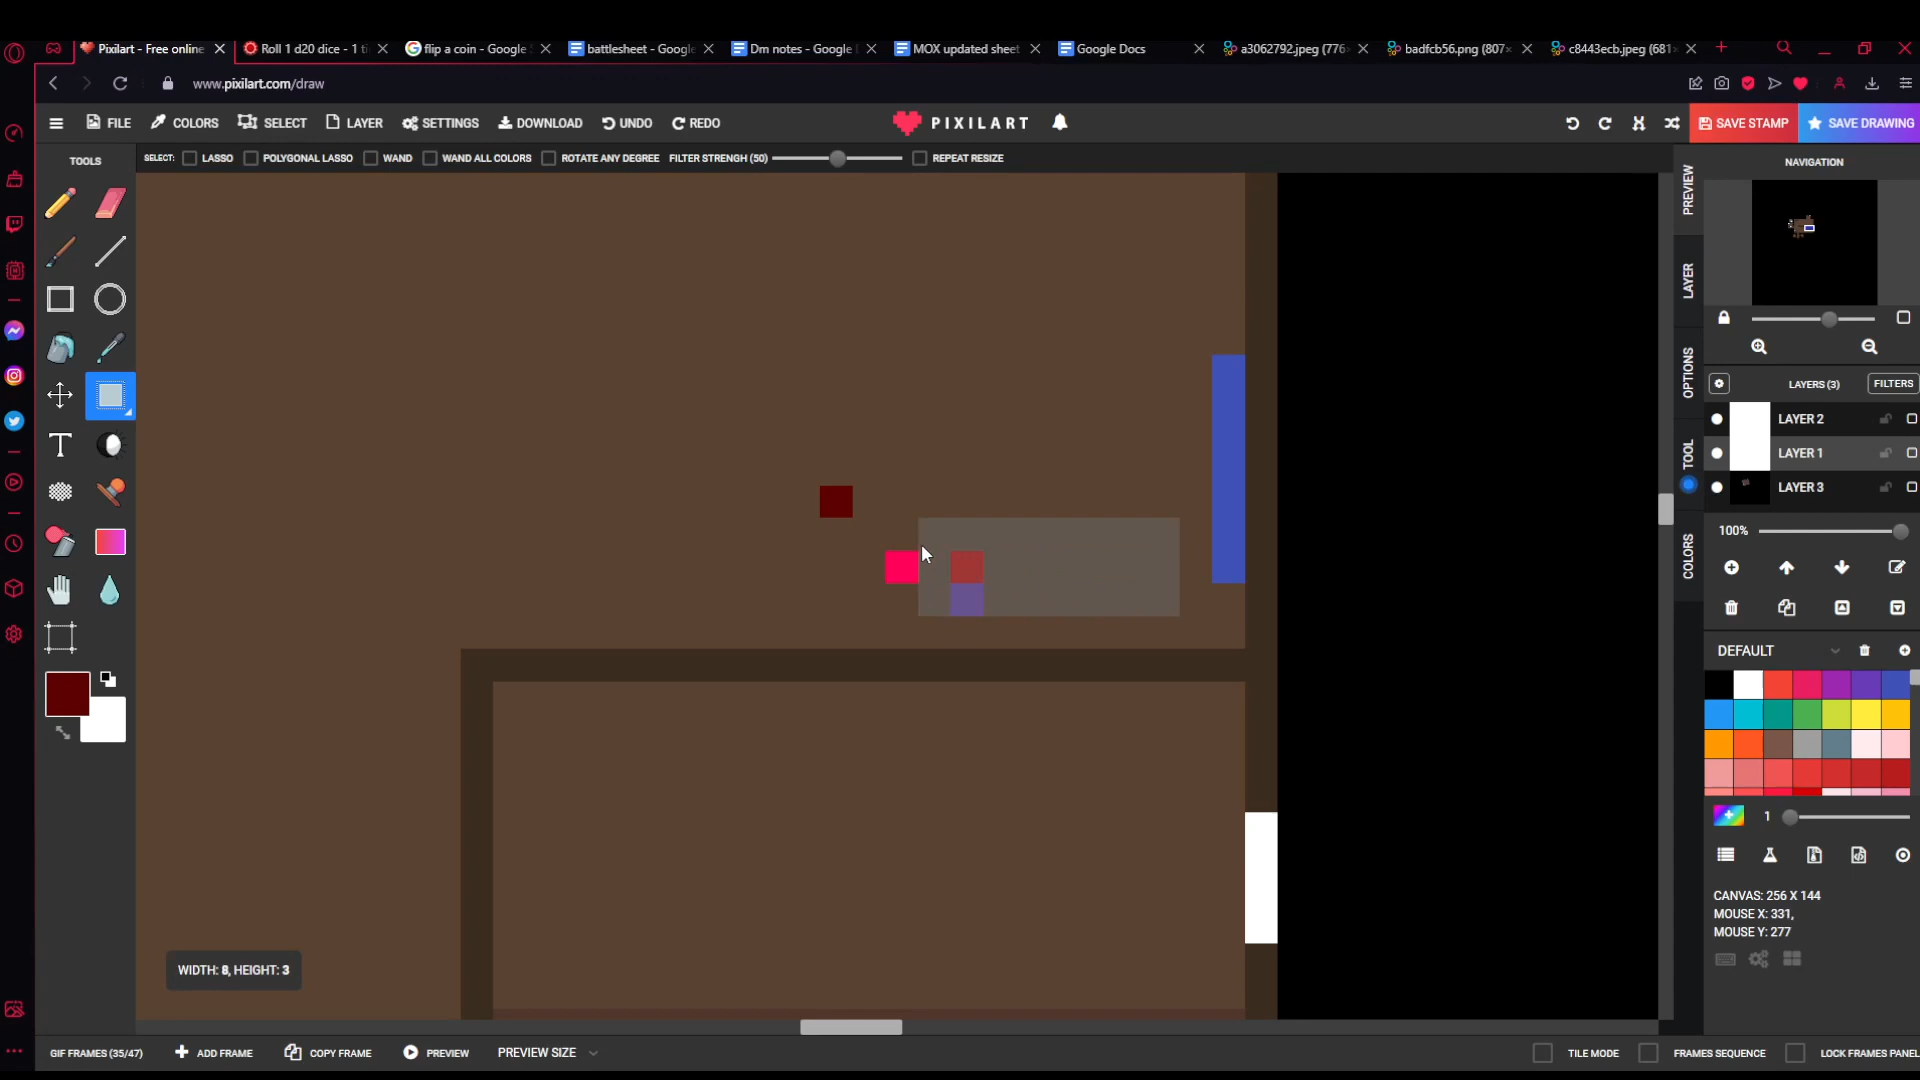 Pixilart - Free online
Roll 1 d20 dice - 1 ti
flip a coin - Google
battlesheet - Google
Dm notes - Google
MOX updated sheet
Google Docs
a3062792.jpeg (776×
badfcb56.png (807×
c8443ecb.jpeg (681×
www.pixilart.com/draw
FILE
COLORS
SELECT
LAYER
SETTINGS
DOWNLOAD
UNDO
REDO
PIXILART
SAVE STAMP
SAVE DRAWING
TOOLS
SELECT:
LASSO
POLYGONAL LASSO
WAND
WAND ALL COLORS
ROTATE ANY DEGREE
FILTER STRENGH (50)
REPEAT RESIZE
NAVIGATION
PREVIEW
LAYER
OPTIONS
TOOL
COLORS
LAYERS (3)
FILTERS
LAYER 2
LAYER 1
LAYER 3
100%
DEFAULT
1
CANVAS: 256 X 144
MOUSE X: 331,
MOUSE Y: 277
WIDTH: 8, HEIGHT: 3
GIF FRAMES (35/47)
ADD FRAME
COPY FRAME
PREVIEW
PREVIEW SIZE
TILE MODE
FRAMES SEQUENCE
LOCK FRAMES PANEL